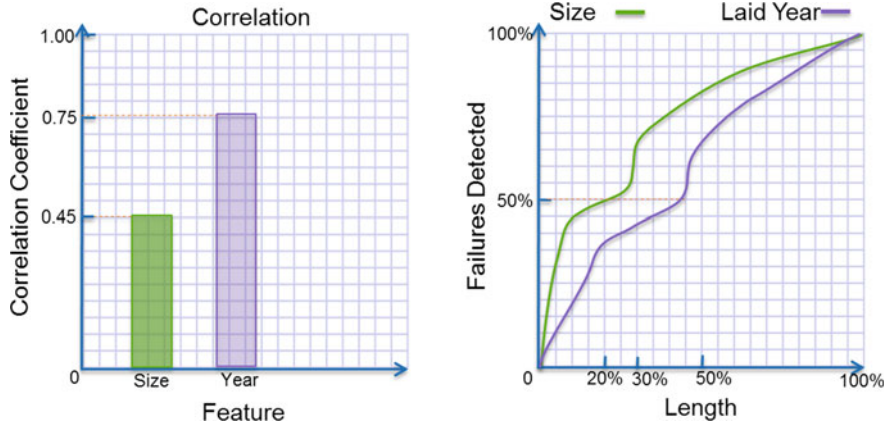 Correlation
Correlation Coefficient
1.00
0.75
0.45
0
Size
Year
Feature
Size
Laid Year
Failures Detected
100%
50%
0
20%
30%
50%
100%
Length